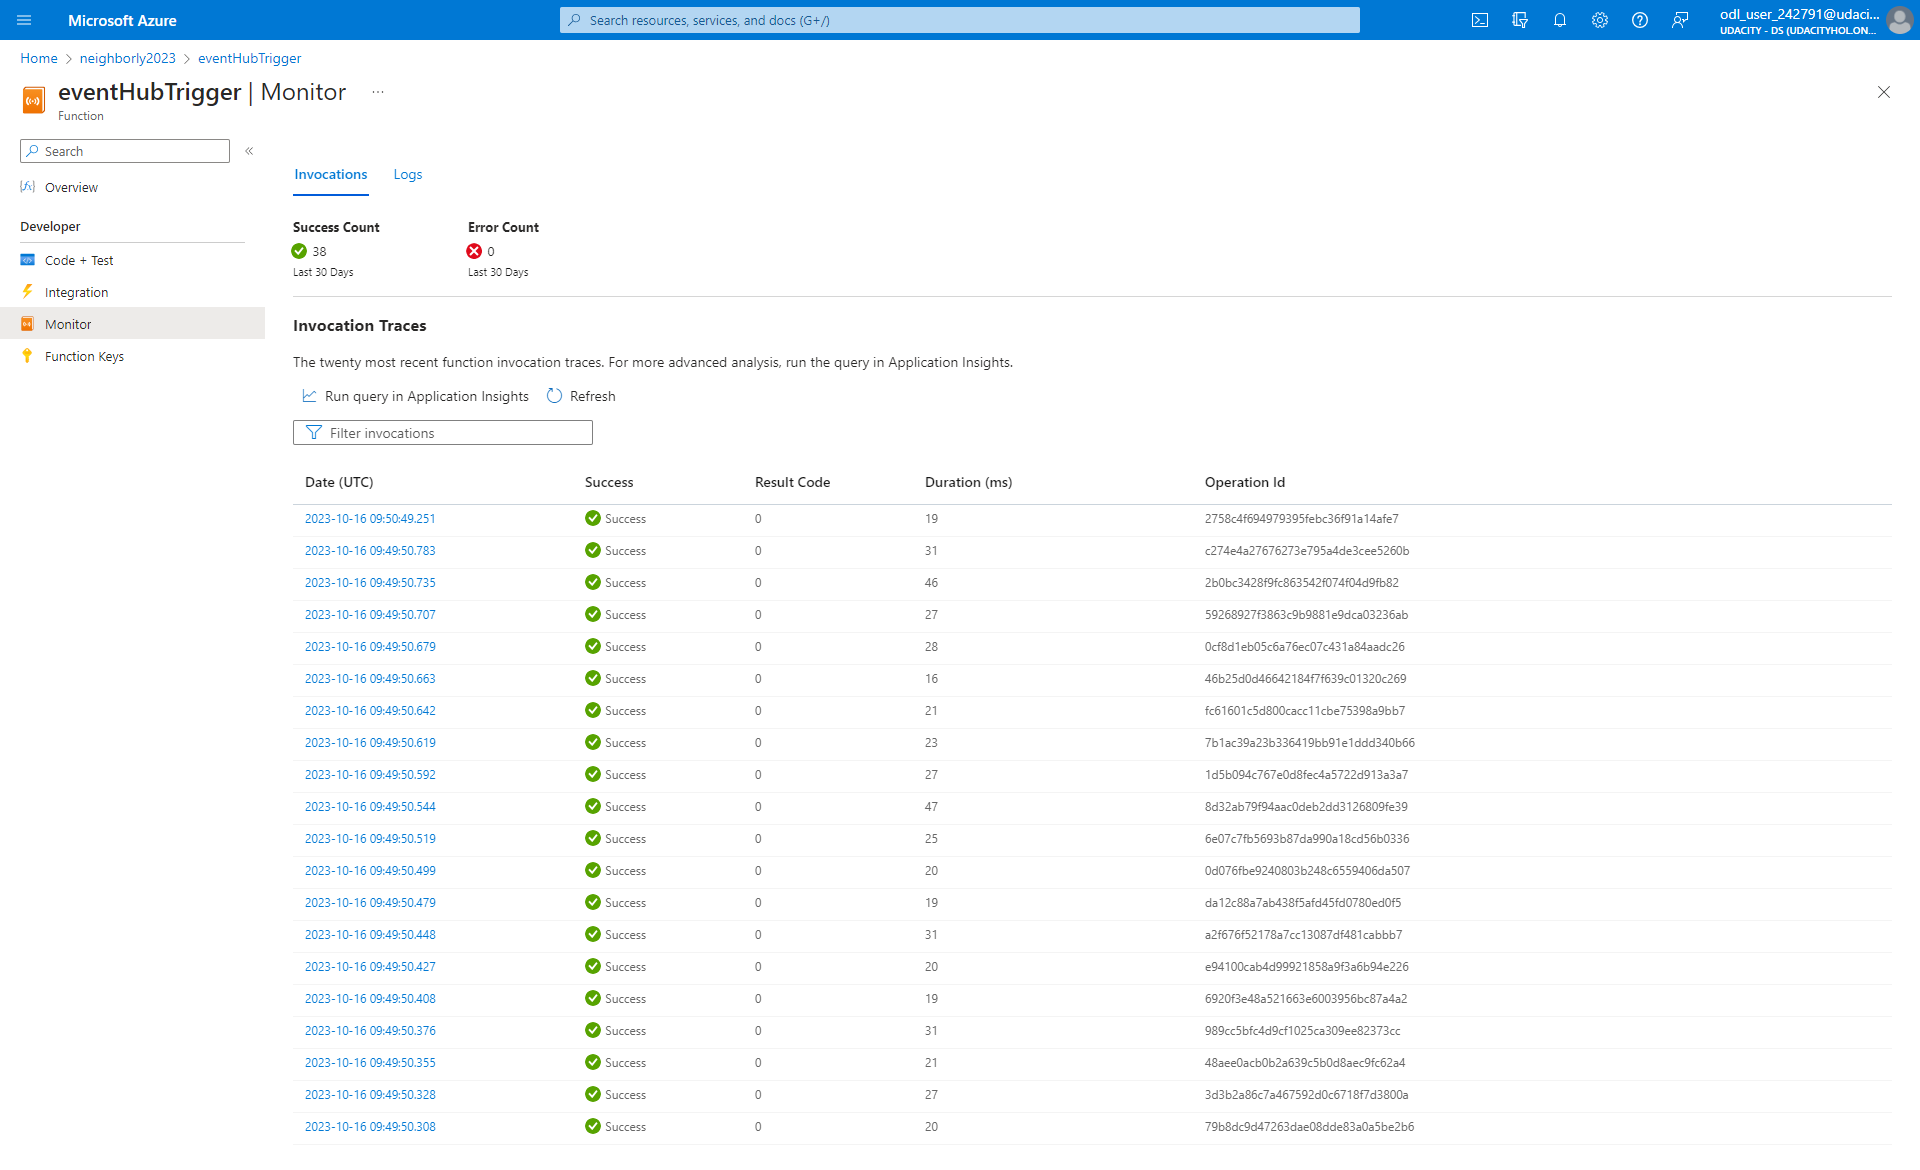 Microsoft Azure
Search resources, services, and docs (G+/)
odl_user_242791@udaci...
UDACITY - DS (UDACITYHOL.ON...
Home > neighborly2023 > eventHubTrigger
eventHubTrigger | Monitor ...
Function
Search
«
Overview
Developer
Code + Test
Integration
Monitor
Function Keys
Invocations Logs
Success Count Error Count
38 0
Last 30 Days Last 30 Days
Invocation Traces
The twenty most recent function invocation traces. For more advanced analysis, run the query in Application Insights.
Run query in Application Insights Refresh
Filter invocations
Date (UTC) Success Result Code Duration (ms) Operation Id
2023-10-16 09:50:49.251 Success 0 19 2758c4f694979395febc36f91a14afe7
2023-10-16 09:49:50.783 Success 0 31 c274e4a27676273e795a4de3cee5260b
2023-10-16 09:49:50.735 Success 0 46 2b0bc3428f9fc863542f074f04d9fb82
2023-10-16 09:49:50.707 Success 0 27 59268927f3863c9b9881e9dca03236ab
2023-10-16 09:49:50.679 Success 0 28 0cf8d1eb05c6a76ec07c431a84aadc26
2023-10-16 09:49:50.663 Success 0 16 46b25d0d46642184f7f639c01320c269
2023-10-16 09:49:50.642 Success 0 21 fc61601c5d800cacc11cbe75398a9bb7
2023-10-16 09:49:50.619 Success 0 23 7b1ac39a23b336419bb91e1ddd340b66
2023-10-16 09:49:50.592 Success 0 27 1d5b094c767e0d8fec4a5722d913a3a7
2023-10-16 09:49:50.544 Success 0 47 8d32ab79f94aac0deb2dd3126809fe39
2023-10-16 09:49:50.519 Success 0 25 6e07c7fb5693b87da990a18cd56b0336
2023-10-16 09:49:50.499 Success 0 20 0d076fbe9240803b248c6559406da507
2023-10-16 09:49:50.479 Success 0 19 da12c88a7ab438f5afd45fd0780ed0f5
2023-10-16 09:49:50.448 Success 0 31 a2f676f52178a7cc13087df481cabbb7
2023-10-16 09:49:50.427 Success 0 20 e94100cab4d99921858a9f3a6b94e226
2023-10-16 09:49:50.408 Success 0 19 6920f3e48a521663e6003956bc87a4a2
2023-10-16 09:49:50.376 Success 0 31 989cc5bfc4d9cf1025ca309ee82373cc
2023-10-16 09:49:50.355 Success 0 21 48aee0acb0b2a639c5b0d8aec9fc62a4
2023-10-16 09:49:50.328 Success 0 27 3d3b2a86c7a467592d0c6718f7d3800a
2023-10-16 09:49:50.308 Success 0 20 79b8dc9d47263dae08dde83a0a5be2b6